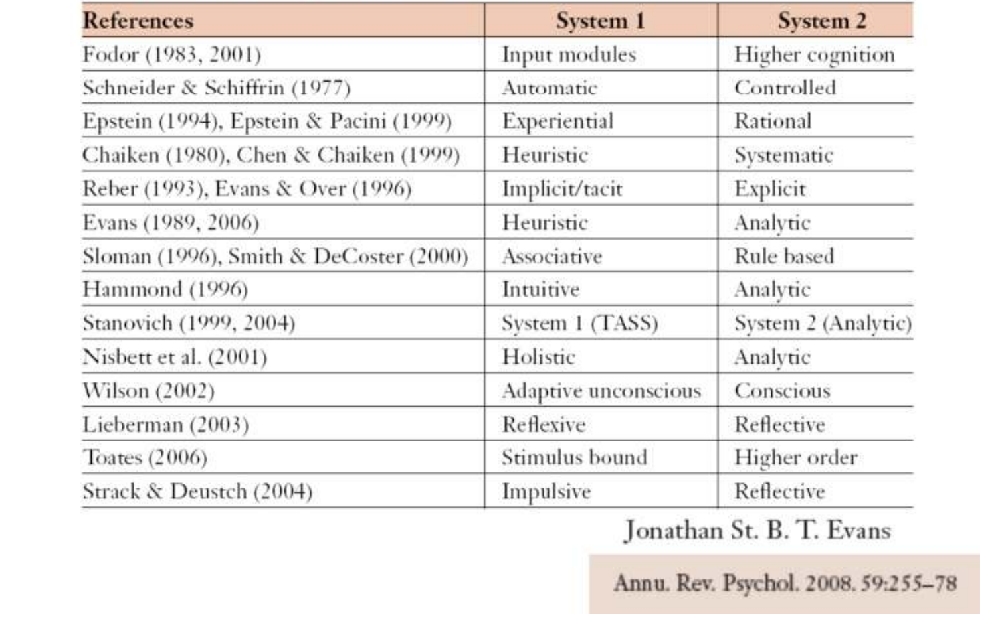 References System 1 System 2
Fodor (1983, 2001) Input modules Higher cognition
Schneider & Schiffrin (1977) Automatic Controlled
Epstein (1994), Epstein & Pacini (1999) Experiential Rational
Chaiken (1980), Chen & Chaiken (1999) Heuristic Systematic
Reber (1993), Evans & Over (1996) Implicit/tacit Explicit
Evans (1989, 2006) Heuristic Analytic
Sloman (1996), Smith & DeCoster (2000) Associative Rule based
Hammond (1996) Intuitive Analytic
Stanovich (1999, 2004) System 1 (TASS) System 2 (Analytic)
Nisbett et al. (2001) Holistic Analytic
Wilson (2002) Adaptive unconscious Conscious
Lieberman (2003) Reflexive Reflective
Toates (2006) Stimulus bound Higher order
Strack & Deustch (2004) Impulsive Reflective
Jonathan St. B. T. Evans
Annu. Rev. Psychol. 2008. 59:255–78